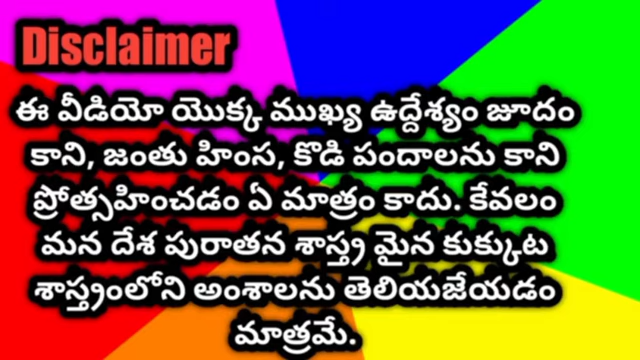 Disclaimer
ఈ వీడియో యొక్క ముఖ్య ఉద్దేశ్యం జూదం
కాని, జంతు హింస, కొడి పందాలను కాని
ప్రోత్సహించడం ఏ మాత్రం కాదు. కేవలం
మన దేశ పురాతన శాస్త్ర మైన కుక్కుట
శాస్త్రంలోని అంశాలను తెలియజేయడం
మాత్రమే.